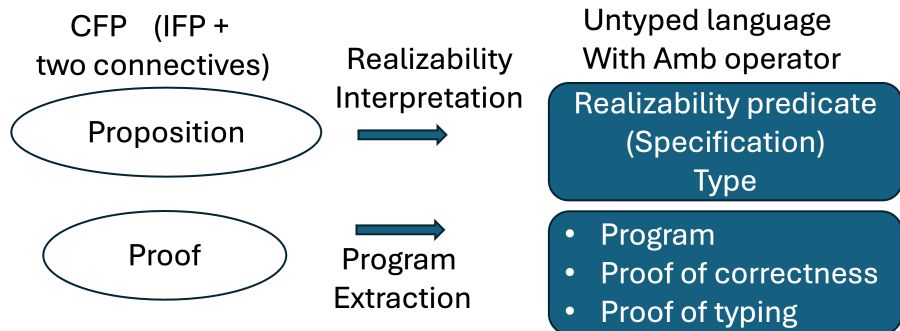 CFP (IFP +
two connectives)
Realizability
Interpretation
Untyped language
With Amb operator
Proposition
Realizability predicate
(Specification)
Type
Proof
Program
Extraction
• Program
• Proof of correctness
• Proof of typing